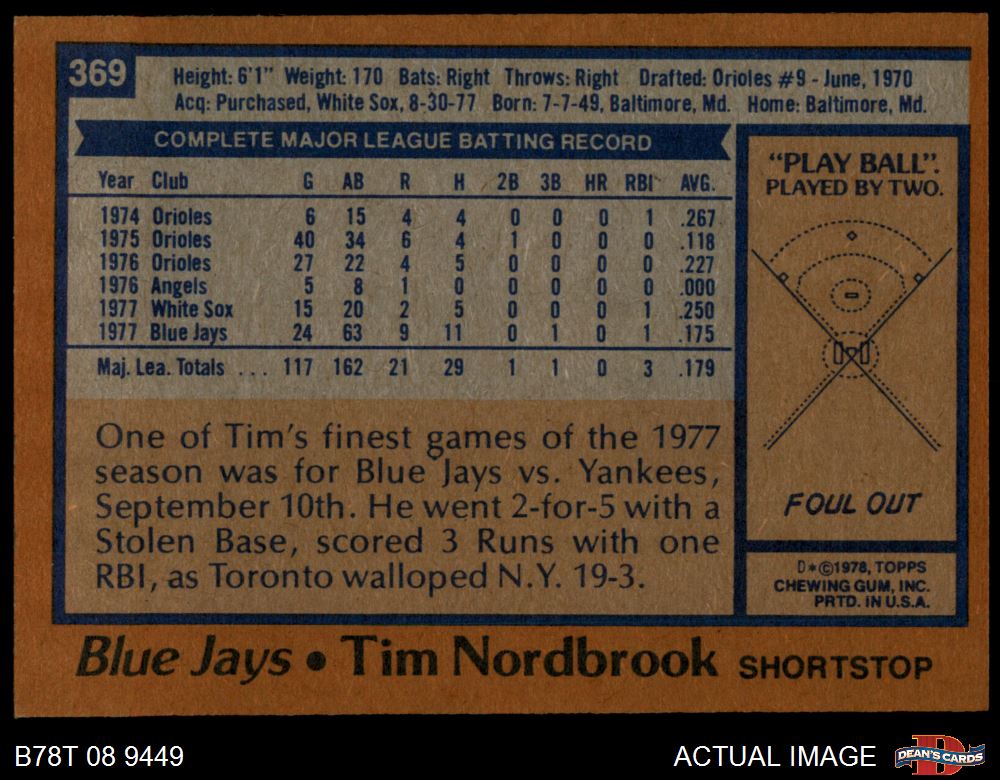 369
Height: 6'1" Weight: 170 Bats: Right Throws: Right Drafted: Orioles #9 - June, 1970
Acq: Purchased, White Sox, 8-30-77 Born: 7-7-49, Baltimore, Md. Home: Baltimore, Md.
COMPLETE MAJOR LEAGUE BATTING RECORD
Year Club G AB R H 2B 3B HR RBI AVG.
1974 Orioles 6 15 4 4 0 0 0 1 .267
1975 Orioles 40 34 6 4 1 0 0 0 .118
1976 Orioles 27 22 4 5 0 0 0 0 .227
1976 Angels 5 8 1 0 0 0 0 0 .000
1977 White Sox 15 20 2 5 0 0 0 1 .250
1977 Blue Jays 24 63 9 11 0 1 0 1 .175
Maj. Lea. Totals ... 117 162 21 29 1 1 0 3 .179
One of Tim's finest games of the 1977
season was for Blue Jays vs. Yankees,
September 10th. He went 2-for-5 with a
Stolen Base, scored 3 Runs with one
RBI, as Toronto walloped N.Y. 19-3.
"PLAY BALL".
PLAYED BY TWO.
FOUL OUT
D*©1978, TOPPS
CHEWING GUM, INC.
PRTD. IN U.S.A.
Blue Jays • Tim Nordbrook SHORTSTOP
B78T 08 9449
ACTUAL IMAGE
D
DEAN'S CARDS